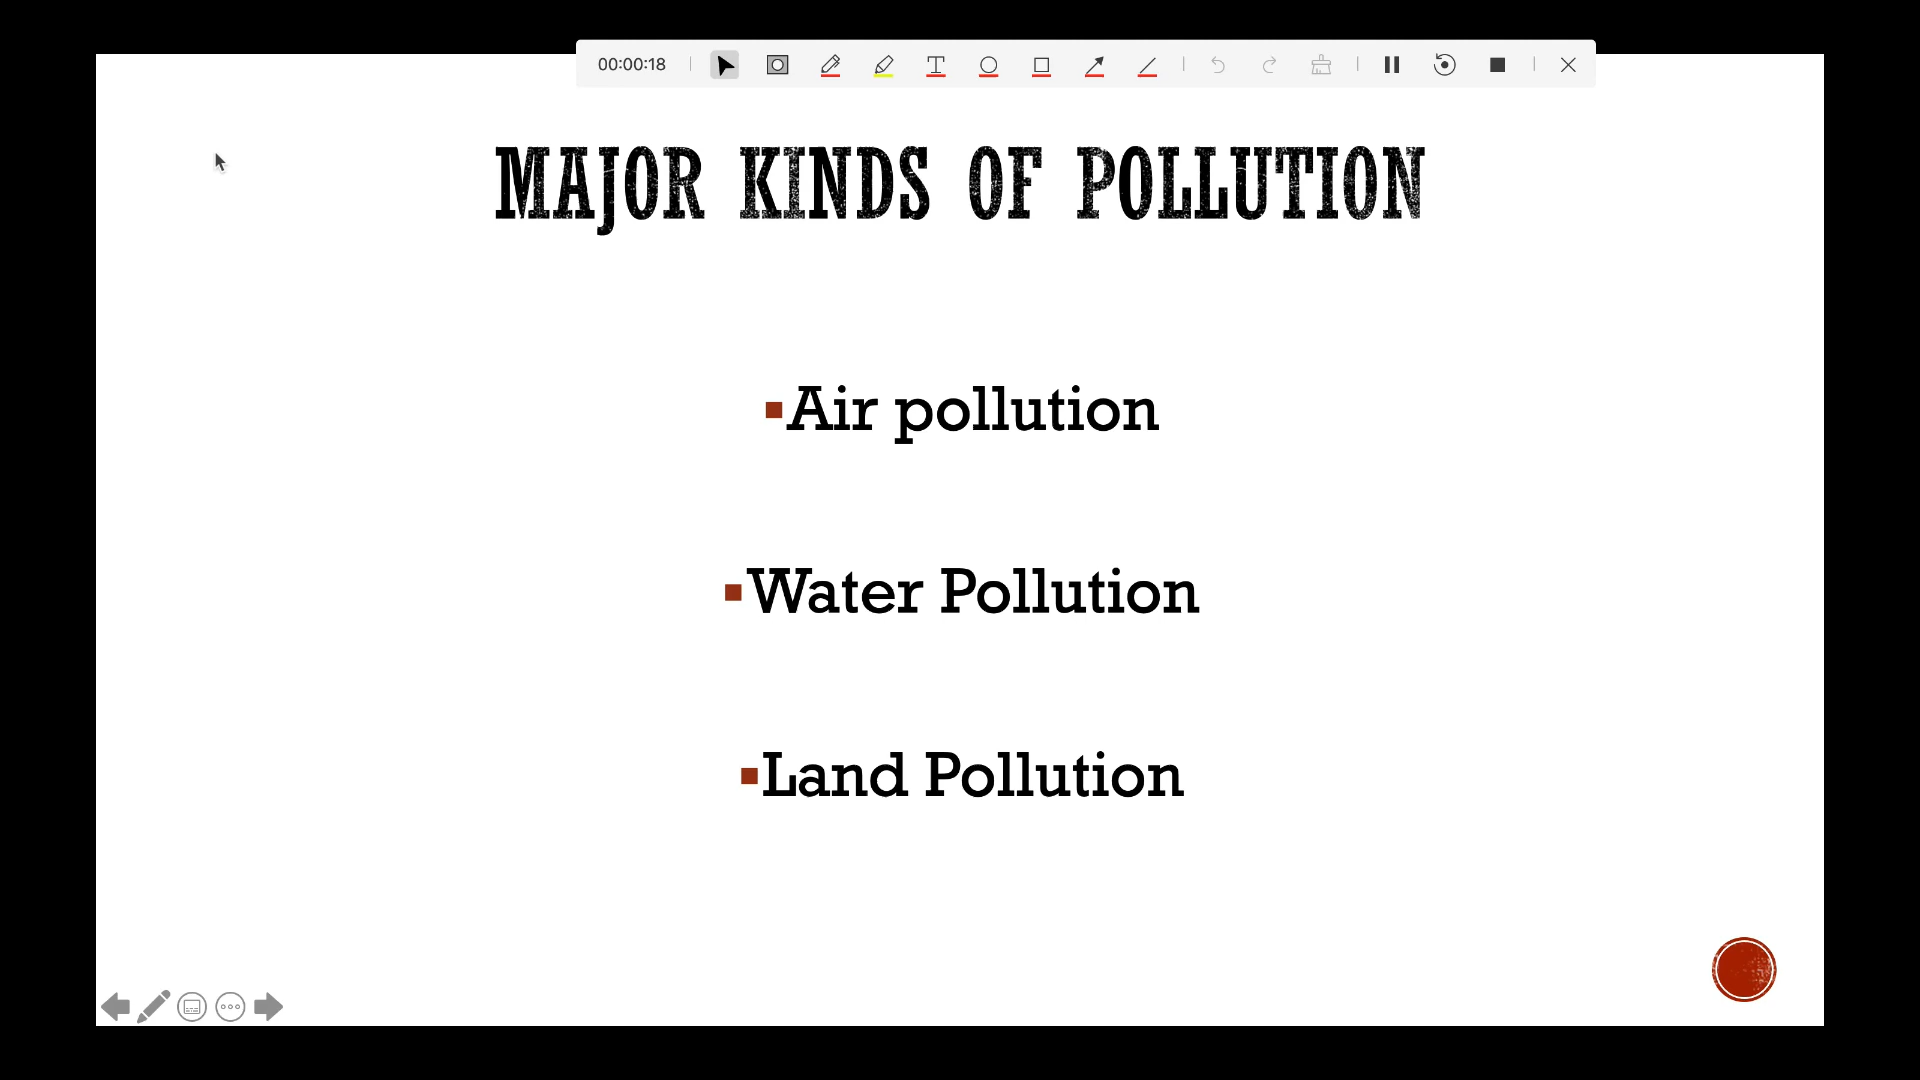 00:00:18
MAJOR KINDS OF POLLUTION
▪Air pollution
▪Water Pollution
▪Land Pollution